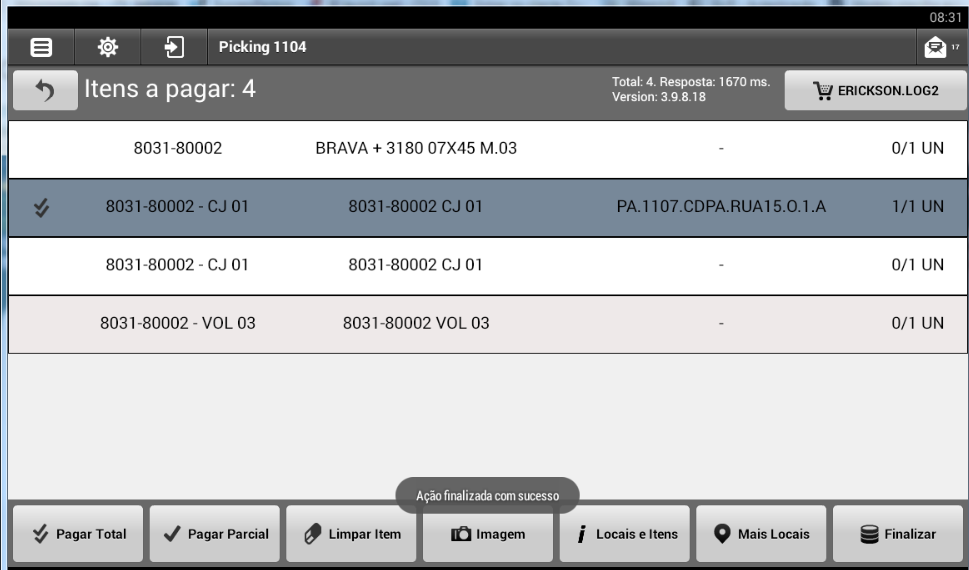 08:31
Picking 1104
17
Itens a pagar: 4
Total: 4. Resposta: 1670 ms.
Version: 3.9.8.18
ERICKSON.LOG2
8031-80002 BRAVA + 3180 07X45 M.03 - 0/1 UN
8031-80002 - CJ 01 8031-80002 CJ 01 PA.1107.CDPA.RUA15.O.1.A 1/1 UN
8031-80002 - CJ 01 8031-80002 CJ 01 - 0/1 UN
8031-80002 - VOL 03 8031-80002 VOL 03 - 0/1 UN
Ação finalizada com sucesso
Pagar Total Pagar Parcial Limpar Item Imagem Locais e Itens Mais Locais Finalizar